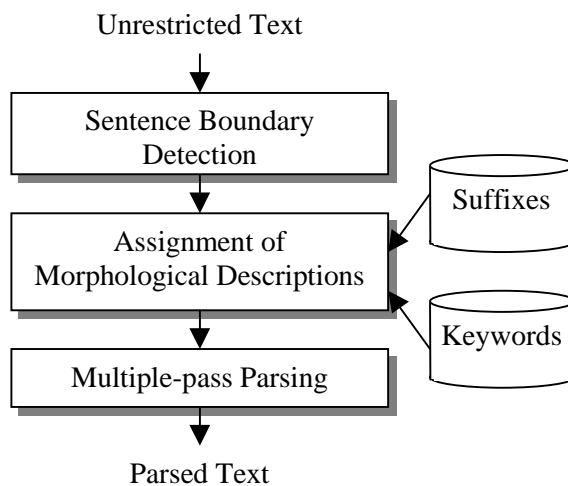 Unrestricted Text
Sentence Boundary
Detection
Suffixes
Assignment of
Morphological Descriptions
Keywords
Multiple-pass Parsing
Parsed Text